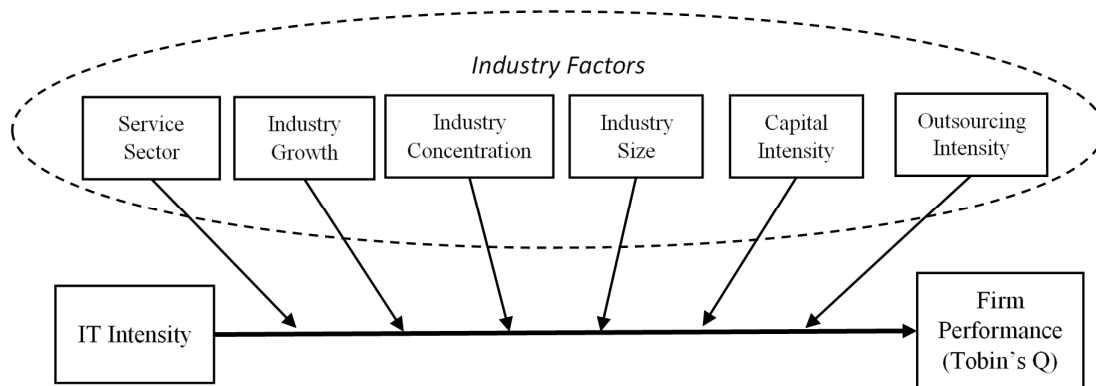 Industry Factors
Service
Sector
Industry
Growth
Industry
Concentration
Industry
Size
Capital
Intensity
Outsourcing
Intensity
IT Intensity
Firm
Performance
(Tobin’s Q)